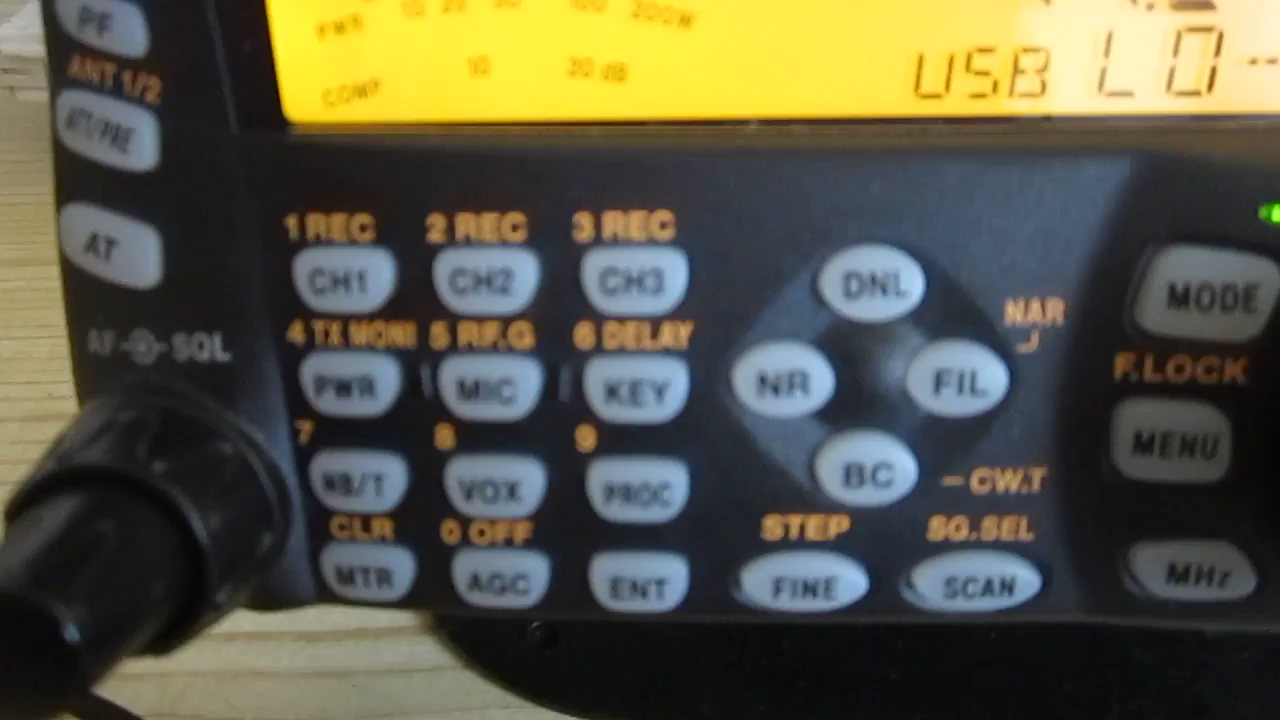 PF
ANT 1/2
ATT/PRE
AT
AF SQL
PWR 10 20 50 100 200W
COMP 10 20 dB
USB LO --
1 REC 2 REC 3 REC
CH1 CH2 CH3
4 TX MONI 5 RF.G 6 DELAY
PWR MIC KEY
7 8 9
NB/T VOX PROC
CLR 0 OFF
MTR AGC ENT
DNL
NR FIL
BC
NAR
- CW.T
STEP SG.SEL
FINE SCAN
MODE
F.LOCK
MENU
MHz